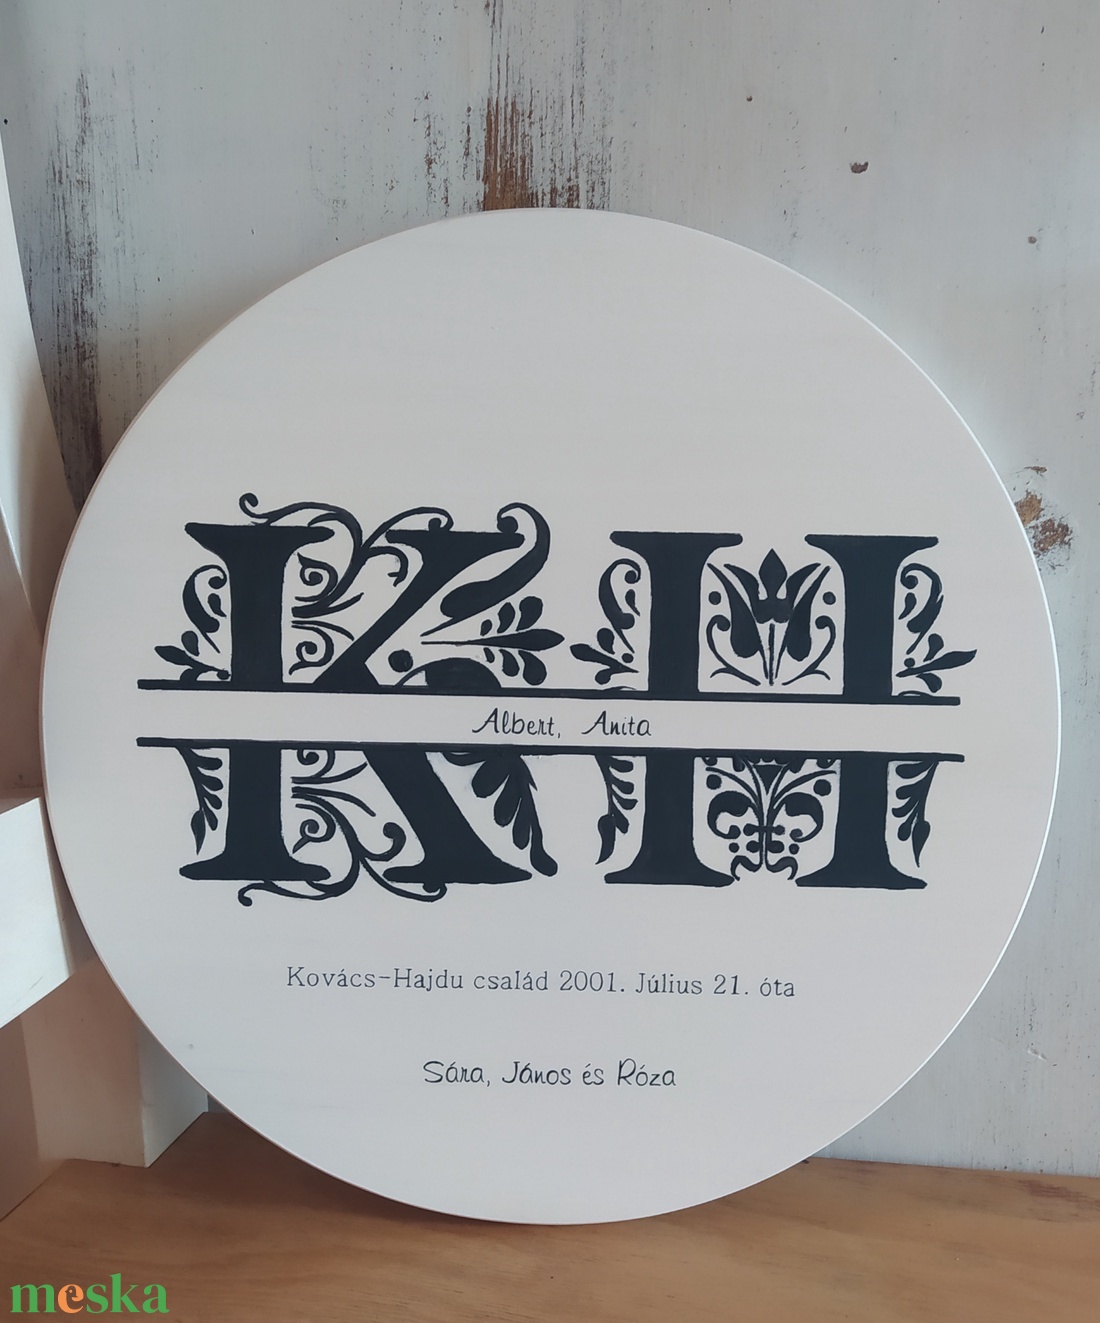 KH
Albert, Anita
Kovács-Hajdu család 2001. Július 21. óta
Sára, János és Róza
meska